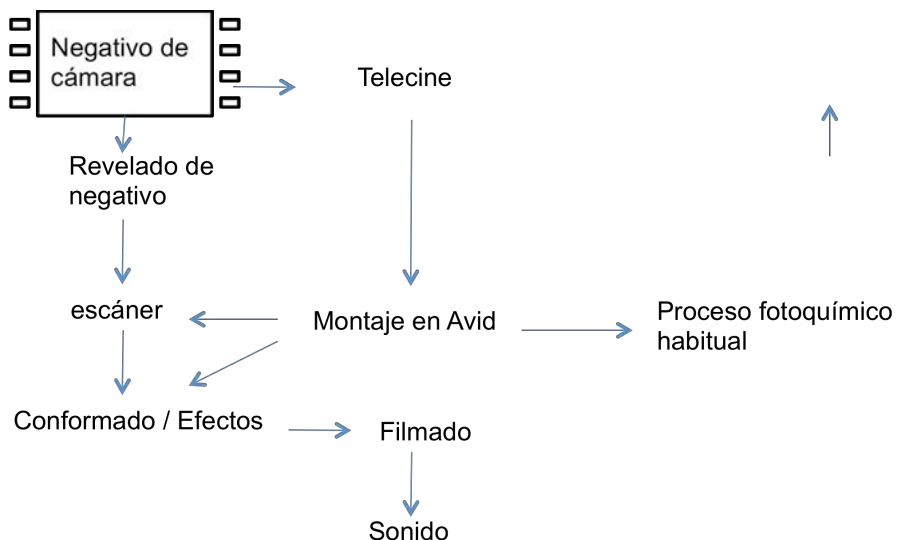 Negativo de
cámara
Telecine
Revelado de
negativo
escáner
Montaje en Avid
Proceso fotoquímico
habitual
Conformado / Efectos
Filmado
Sonido